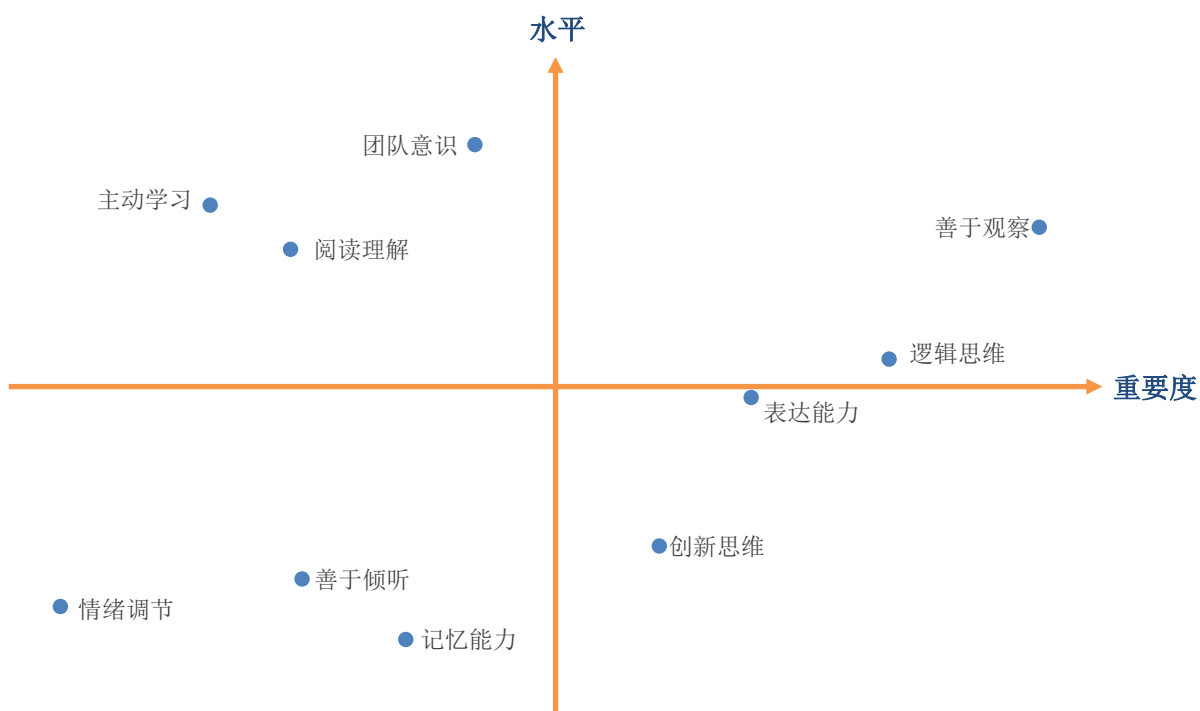 水平
团队意识
主动学习
善于观察
阅读理解
逻辑思维
重要度
表达能力
创新思维
善于倾听
情绪调节
记忆能力